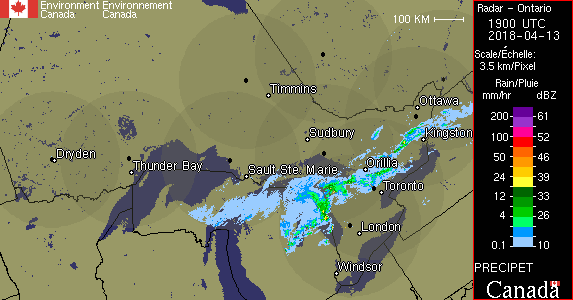 Environment Environnement
Canada Canada
100 KM
Timmins
Ottawa
Sudbury
Kingston
Dryden
Thunder Bay
Sault Ste. Marie
Orillia
Toronto
London
Windsor
Radar - Ontario
1900 UTC
2018-04-13
Scale/Échelle:
3.5 km/Pixel
Rain/Pluie
mm/hr dBZ
200 61
100 52
50 46
24 39
12 33
4 26
0.1 10
PRECIPET
Canada